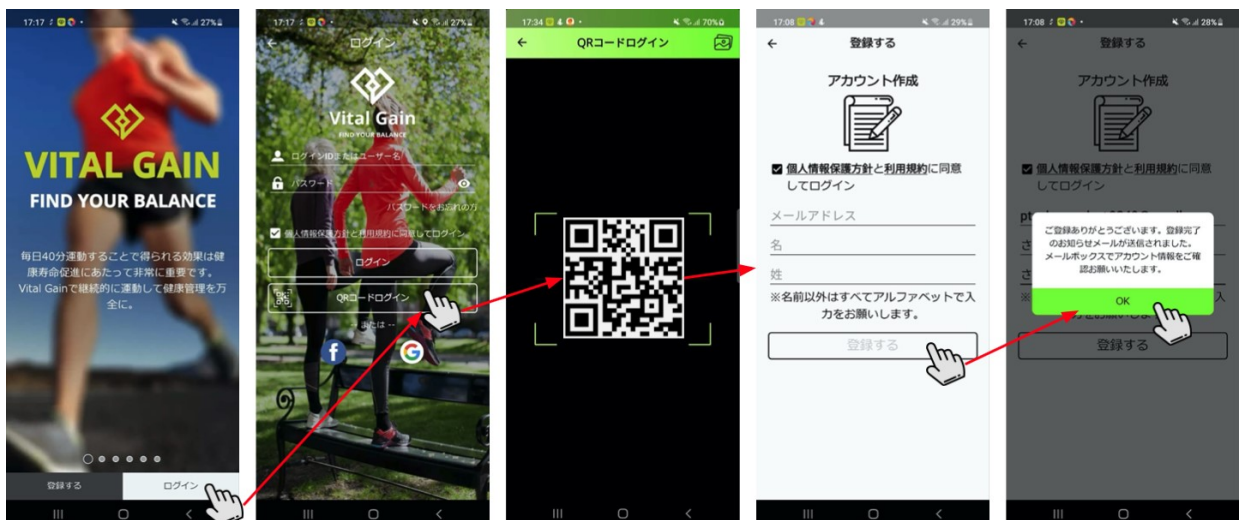 17:17
27%
VITAL GAIN
FIND YOUR BALANCE
毎日40分運動することで得られる効果は健
康寿命促進にあたって非常に重要です。
Vital Gainで継続的に運動して健康管理を万
全に。
登録する
ログイン
17:17
27%
ログイン
Vital Gain
FIND YOUR BALANCE
ログインIDまたはユーザー名
パスワード
パスワードをお忘れの方
個人情報保護方針と利用規約に同意してログイン
ログイン
QRコードログイン
または --
17:34
70%
QRコードログイン
17:08
29%
登録する
アカウント作成
個人情報保護方針と利用規約に同意
してログイン
メールアドレス
名
姓
※名前以外はすべてアルファベットで入
力をお願いします。
登録する
17:08
28%
登録する
アカウント作成
個人情報保護方針と利用規約に同意
してログイン
ご登録ありがとうございます。登録完了
のお知らせメールが送信されました。
メールボックスでアカウント情報をご確
認お願いいたします。
OK
登録する